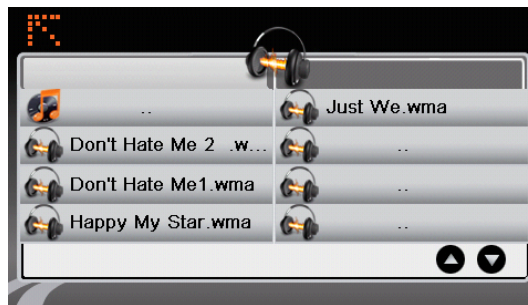 ..
Just We.wma
Don't Hate Me 2 .w...
..
Don't Hate Me1.wma
..
Happy My Star.wma
..